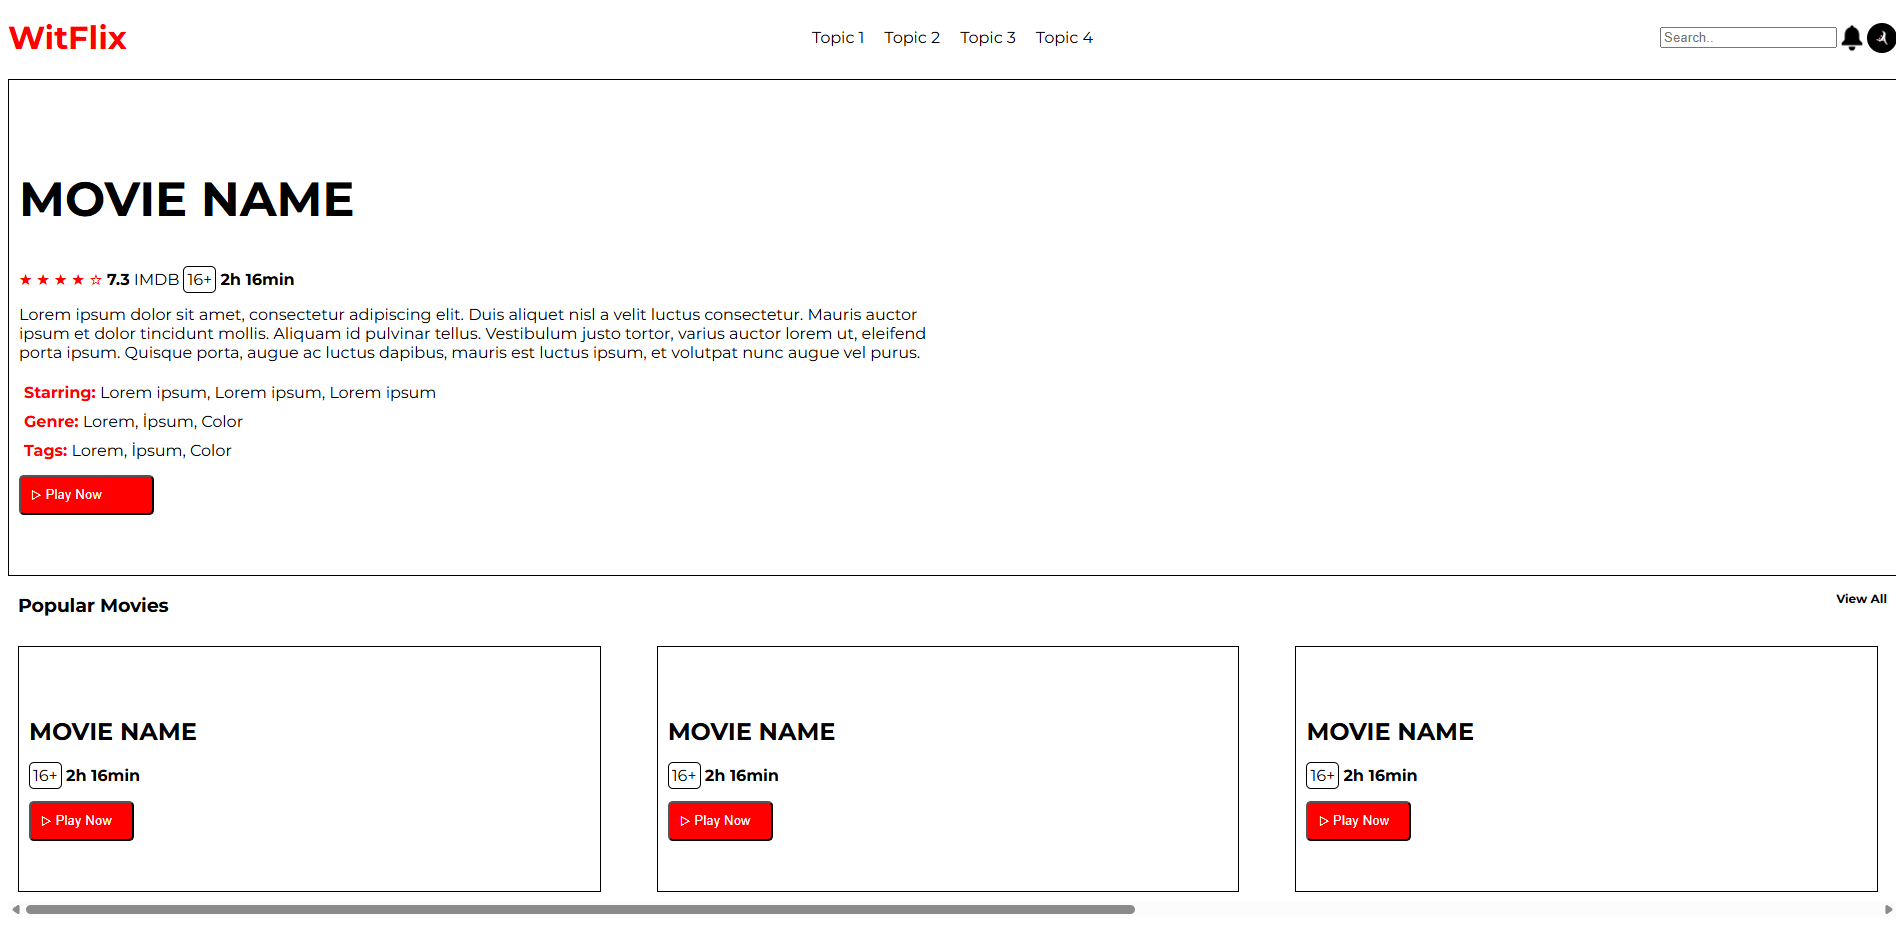 WitFlix
Topic 1 Topic 2 Topic 3 Topic 4
Search..
MOVIE NAME
★ ★ ★ ★ ☆ 7.3 IMDB 16+ 2h 16min
Lorem ipsum dolor sit amet, consectetur adipiscing elit. Duis aliquet nisl a velit luctus consectetur. Mauris auctor
ipsum et dolor tincidunt mollis. Aliquam id pulvinar tellus. Vestibulum justo tortor, varius auctor lorem ut, eleifend
porta ipsum. Quisque porta, augue ac luctus dapibus, mauris est luctus ipsum, et volutpat nunc augue vel purus.
Starring: Lorem ipsum, Lorem ipsum, Lorem ipsum
Genre: Lorem, İpsum, Color
Tags: Lorem, İpsum, Color
▷ Play Now
Popular Movies
View All
MOVIE NAME
16+ 2h 16min
▷ Play Now
MOVIE NAME
16+ 2h 16min
▷ Play Now
MOVIE NAME
16+ 2h 16min
▷ Play Now